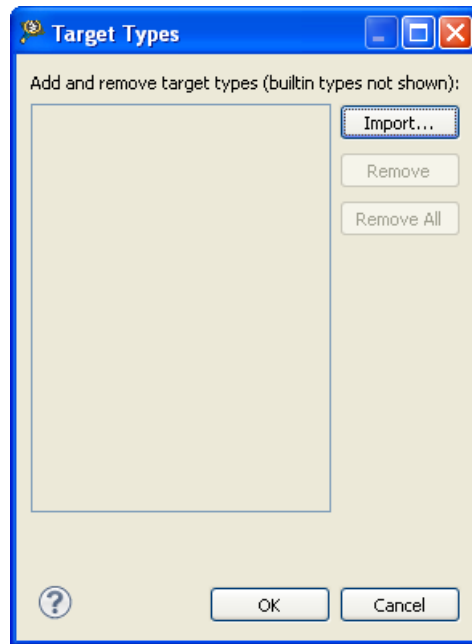 Target Types
Add and remove target types (builtin types not shown):
Import...
Remove
Remove All
?
OK
Cancel